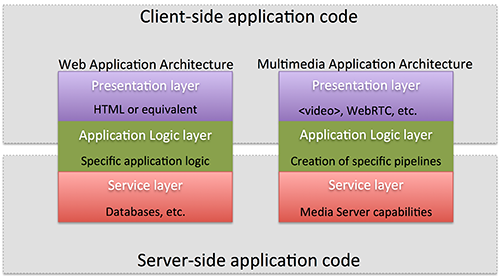 Client-side application code
Web Application Architecture
Presentation layer
HTML or equivalent
Application Logic layer
Specific application logic
Service layer
Databases, etc.
Multimedia Application Architecture
Presentation layer
<video>, WebRTC, etc.
Application Logic layer
Creation of specific pipelines
Service layer
Media Server capabilities
Server-side application code